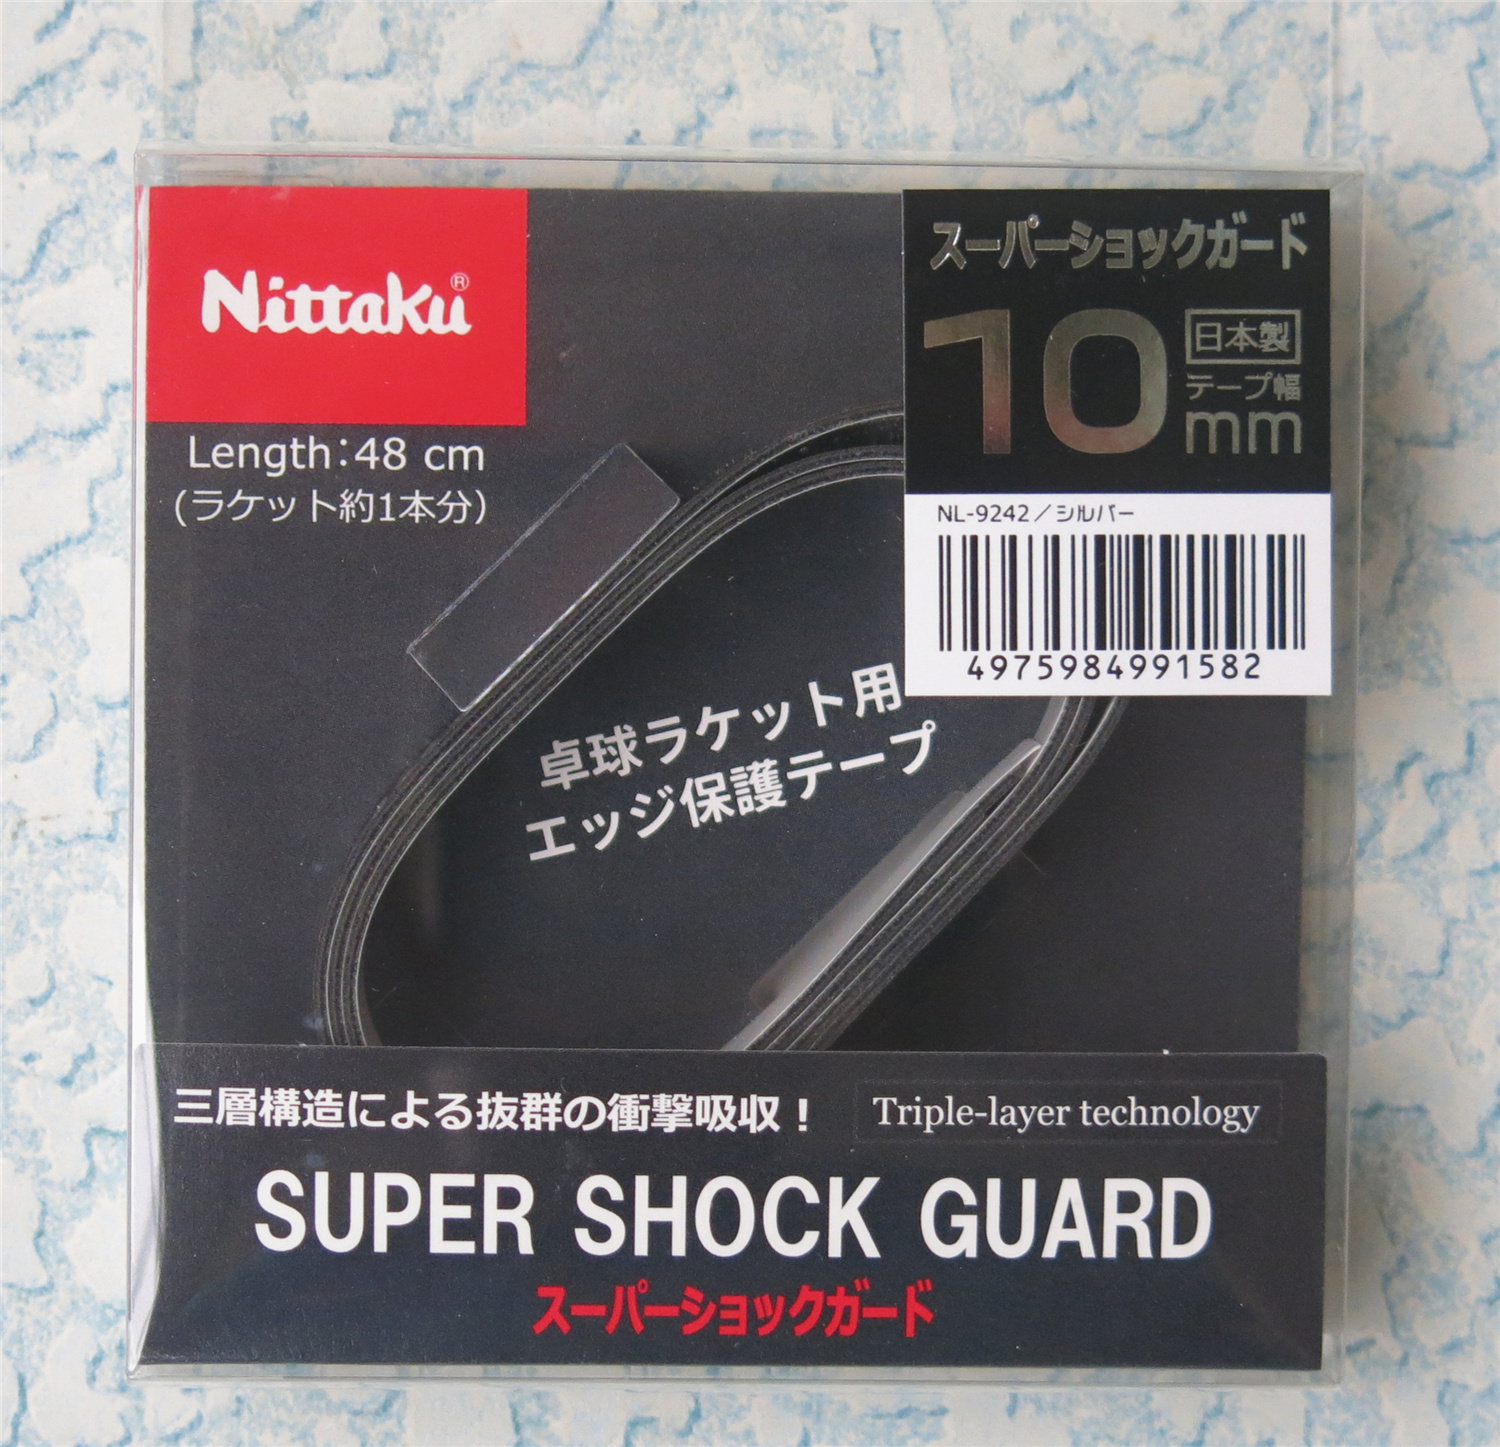 Nittaku®
Length：48 cm
(ラケット約1本分)
スーパーショックガード
10
日本製
テープ幅
mm
NL-9242／シルバー
4975984991582
卓球ラケット用
エッジ保護テープ
三層構造による抜群の衝撃吸収！
Triple-layer technology
SUPER SHOCK GUARD
スーパーショックガード